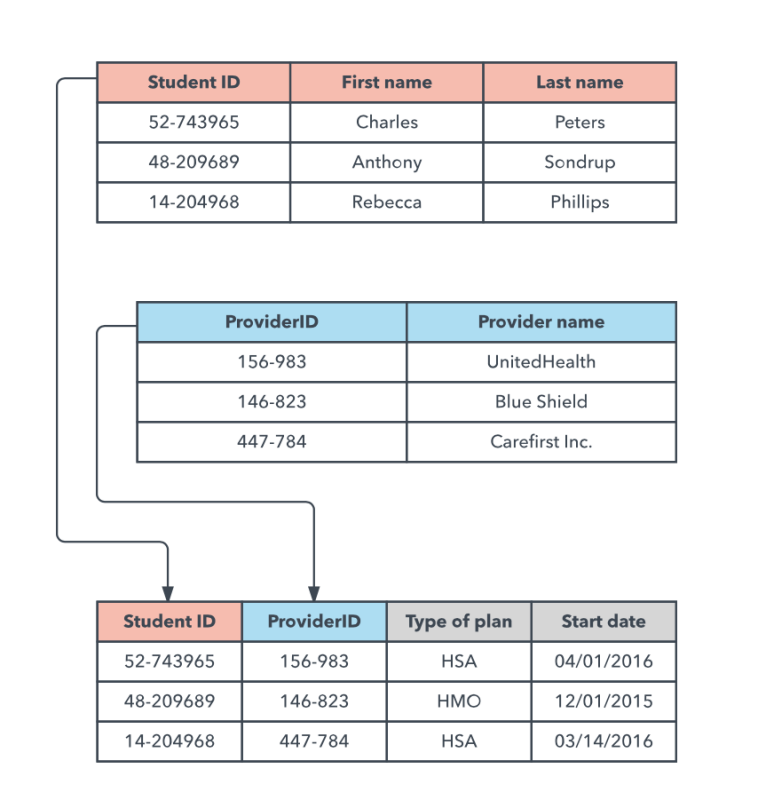 Student ID First name Last name
52-743965 Charles Peters
48-209689 Anthony Sondrup
14-204968 Rebecca Phillips
ProviderID Provider name
156-983 UnitedHealth
146-823 Blue Shield
447-784 Carefirst Inc.
Student ID ProviderID Type of plan Start date
52-743965 156-983 HSA 04/01/2016
48-209689 146-823 HMO 12/01/2015
14-204968 447-784 HSA 03/14/2016